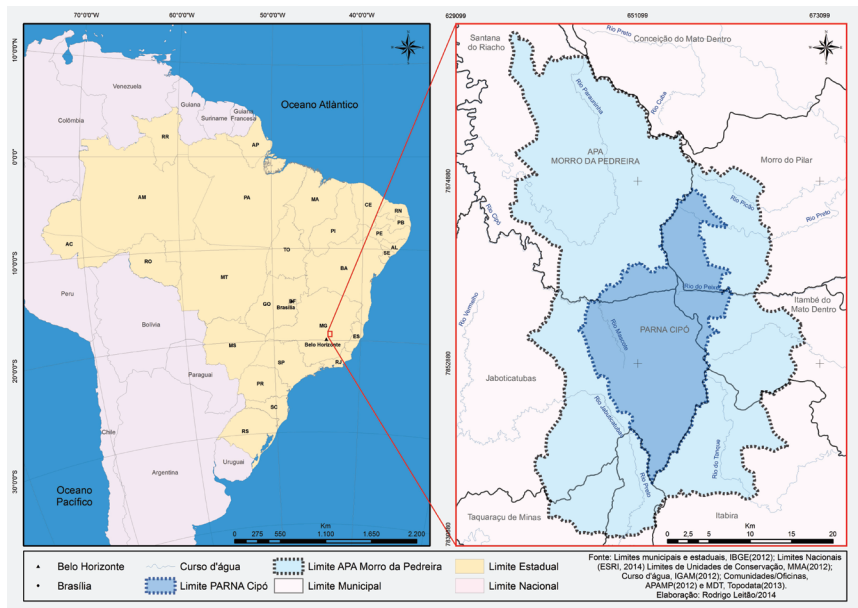 70°0'0"W
60°0'0"W
50°0'0"W
40°0'0"W
30°0'0"W
10°0'0"N
0°0'0"
10°0'0"S
20°0'0"S
30°0'0"S
Oceano Atlântico
Venezuela
Guiana
Suriname
Guiana
Francesa
Colômbia
RR
AP
AM
PA
MA
CE
RN
PB
PE
PI
AL
SE
AC
RO
TO
BA
MT
GO
DF
Brasília
Peru
Bolívia
MG
Belo Horizonte
ES
MS
SP
RJ
Paraguai
PR
SC
RS
Chile
Argentina
Uruguai
Oceano
Pacífico
Km
0 275 550 1.100 1.650 2.200
629099
651099
673099
7874880
7852880
Santana
do Riacho
Rio Preto
Conceição do Mato Dentro
Rio Parauninha
Rio Cuba
APA
MORRO DA PEDREIRA
Morro do Pilar
Rio Cipó
Rio Picão
Rio Preto
Rio do Peixe
Itambé do
Mato Dentro
Rio Vermelho
PARNA CIPÓ
Rio Mascate
Jaboticatubas
Rio Jabuticatubas
Rio do Tanque
Rio Preto
Taquaraçu de Minas
Itabira
Km
0 2,5 5 10 15 20
Belo Horizonte
Brasília
Curso d'água
Limite PARNA Cipó
Limite APA Morro da Pedreira
Limite Municipal
Limite Estadual
Limite Nacional
Fonte: Limites municipais e estaduais, IBGE(2012); Limites Nacionais
(ESRI, 2014) Limites de Unidades de Conservação, MMA(2012);
Curso d'água, IGAM(2012); Comunidades/Oficinas,
APAMP(2012) e MDT, Topodata(2013).
Elaboração: Rodrigo Leitão/2014